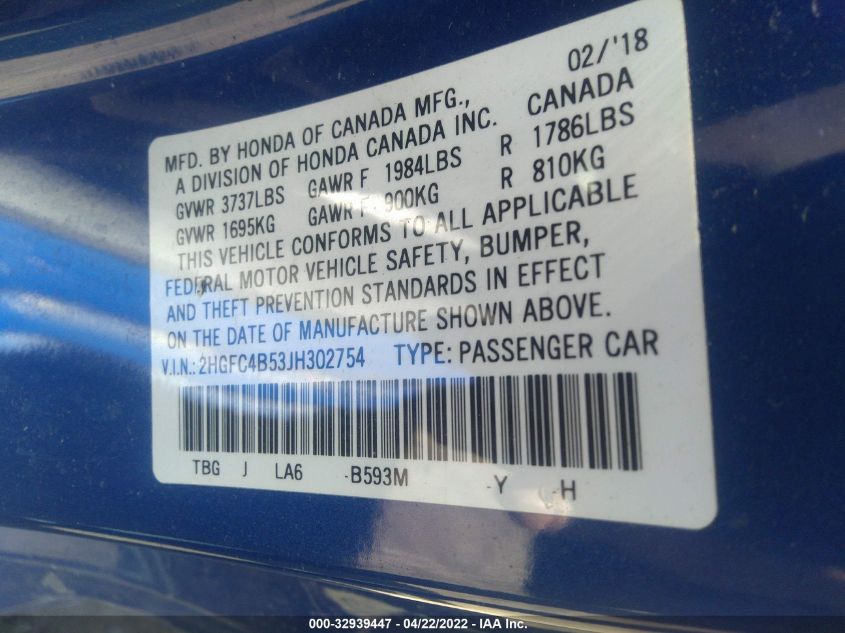 02/'18
MFD. BY HONDA OF CANADA MFG.,
A DIVISION OF HONDA CANADA INC. CANADA
GVWR 3737LBS GAWR F 1984LBS R 1786LBS
GVWR 1695KG GAWR F 900KG R 810KG
THIS VEHICLE CONFORMS TO ALL APPLICABLE
FEDERAL MOTOR VEHICLE SAFETY, BUMPER,
AND THEFT PREVENTION STANDARDS IN EFFECT
ON THE DATE OF MANUFACTURE SHOWN ABOVE.
V.I.N.: 2HGFC4B53JH302754 TYPE: PASSENGER CAR
TBG J LA6 -B593M -Y -H
000-32939447 - 04/22/2022 - IAA Inc.